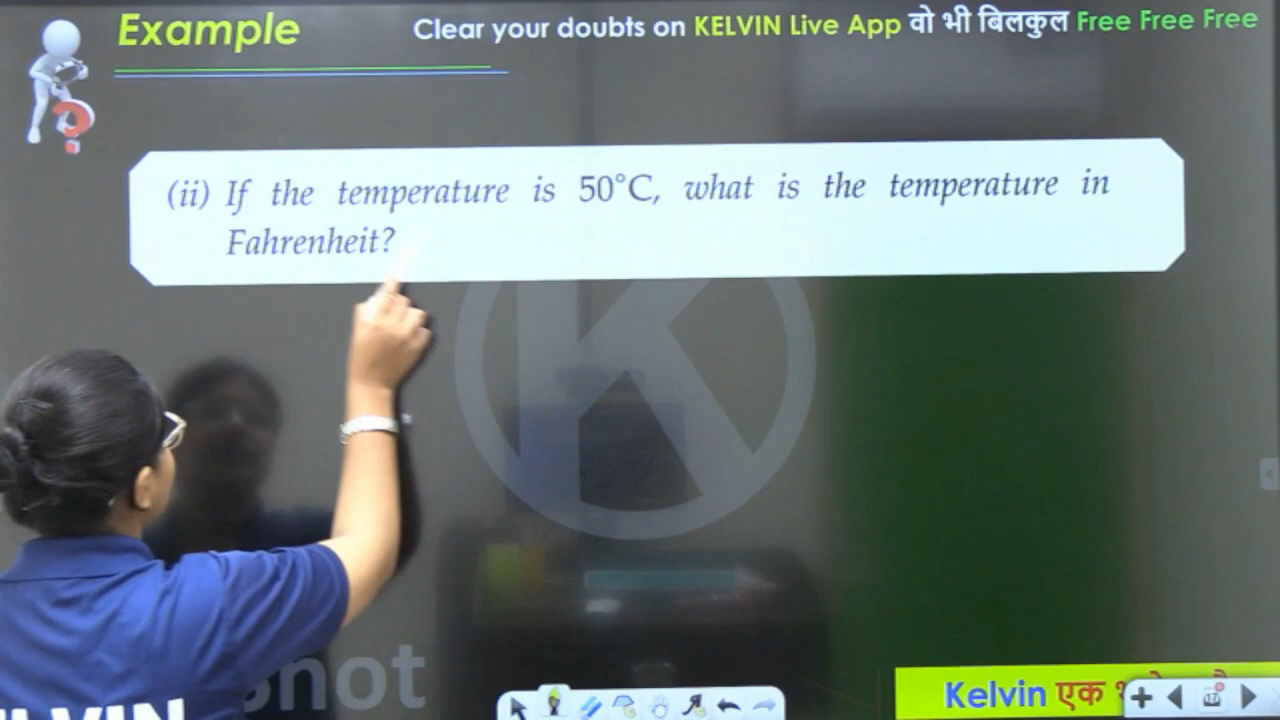 Example
Clear your doubts on KELVIN Live App वो भी बिलकुल Free Free Free
(ii) If the temperature is 50°C, what is the temperature in
Fahrenheit?
not
Kelvin एक